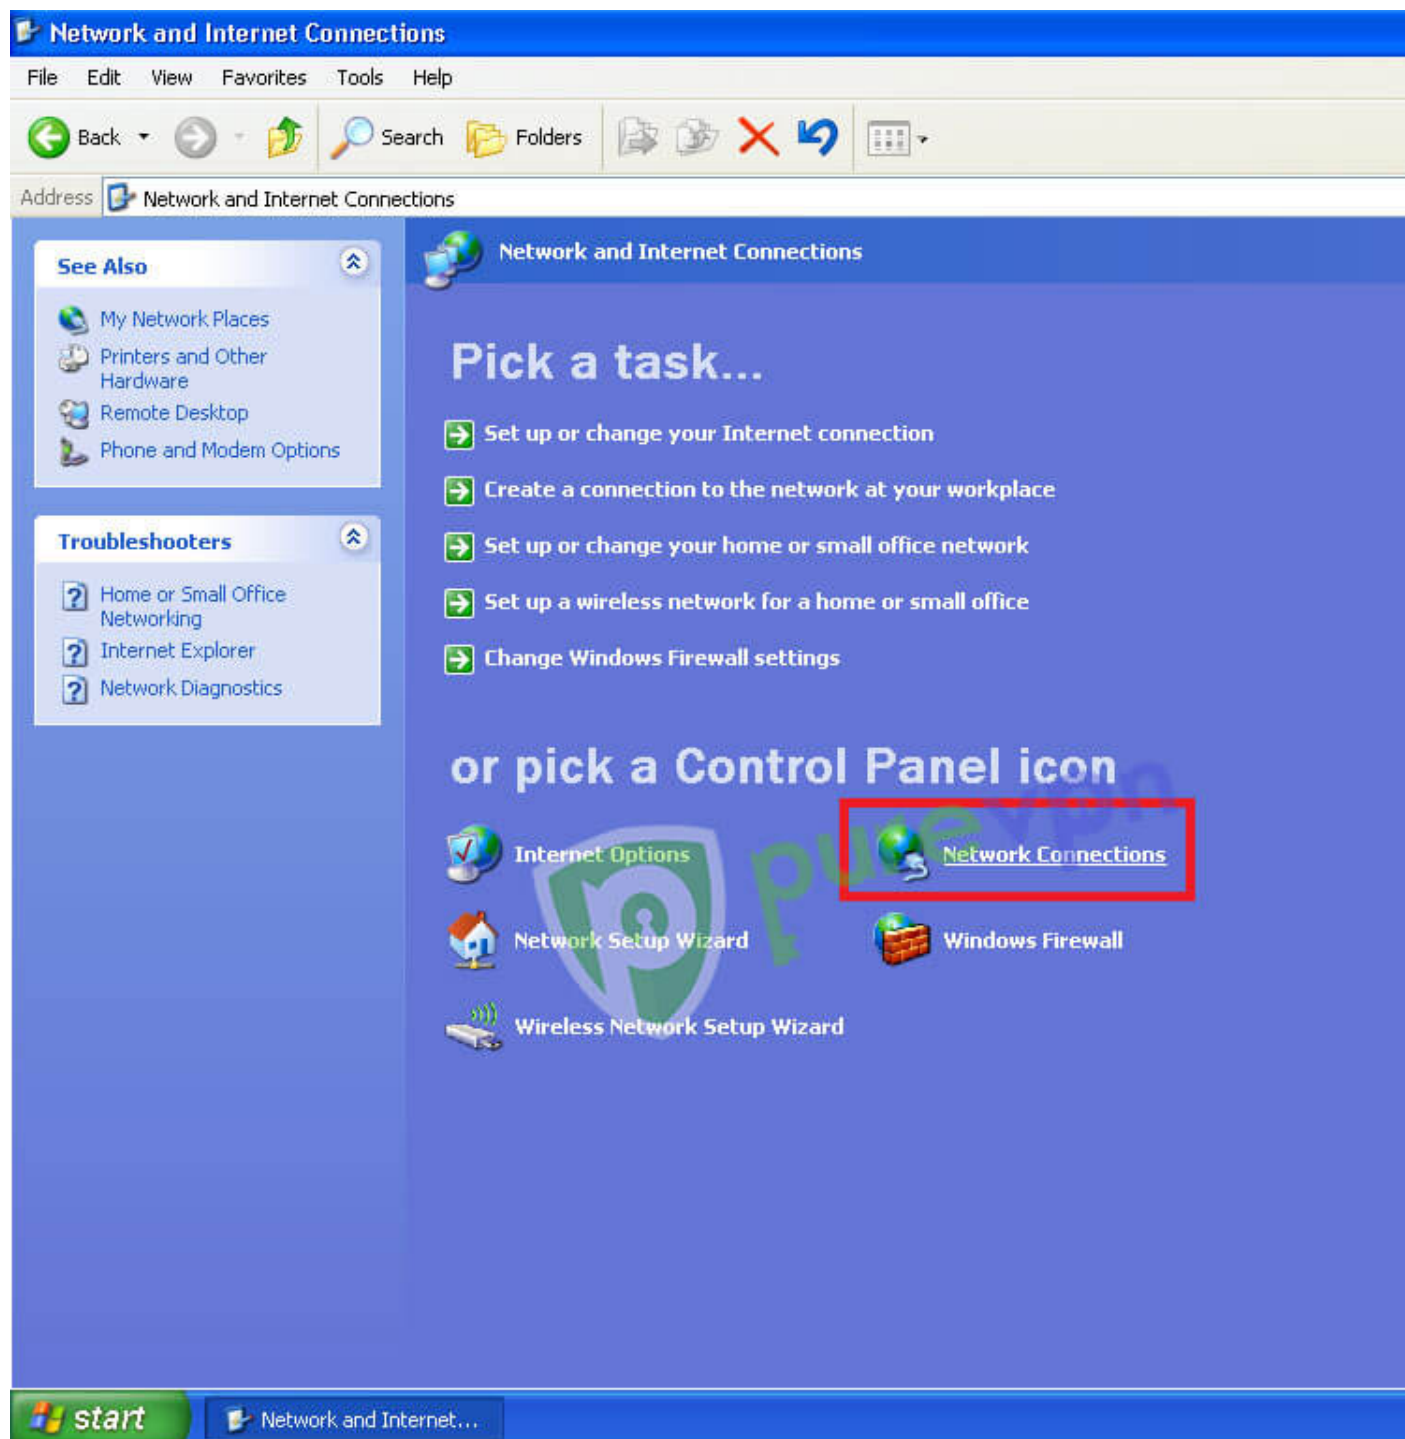 Network and Internet Connections
File Edit View Favorites Tools Help
Back Search Folders
Address Network and Internet Connections
See Also
My Network Places
Printers and Other
Hardware
Remote Desktop
Phone and Modem Options
Troubleshooters
Home or Small Office
Networking
Internet Explorer
Network Diagnostics
Network and Internet Connections
Pick a task...
Set up or change your Internet connection
Create a connection to the network at your workplace
Set up or change your home or small office network
Set up a wireless network for a home or small office
Change Windows Firewall settings
or pick a Control Panel icon
Internet Options
Network Connections
Network Setup Wizard
Windows Firewall
Wireless Network Setup Wizard
purevpn
start
Network and Internet...